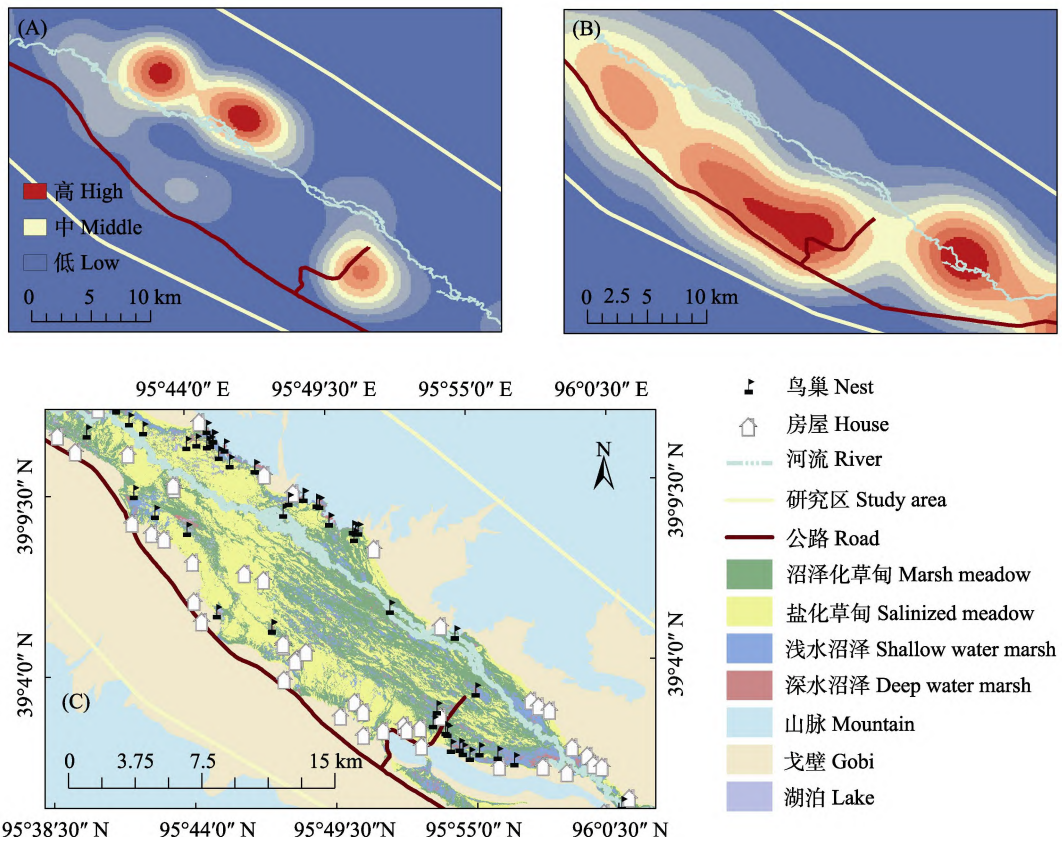 (A)
高 High
中 Middle
低 Low
0 5 10 km
(B)
0 2.5 5 10 km
95°44′0″ E 95°49′30″ E 95°55′0″ E 96°0′30″ E
39°9′30″ N
39°4′0″ N
N
39°9′30″ N
39°4′0″ N
(C)
0 3.75 7.5 15 km
95°38′30″ N 95°44′0″ N 95°49′30″ N 95°55′0″ N 96°0′30″ N
鸟巢 Nest
房屋 House
河流 River
研究区 Study area
公路 Road
沼泽化草甸 Marsh meadow
盐化草甸 Salinized meadow
浅水沼泽 Shallow water marsh
深水沼泽 Deep water marsh
山脉 Mountain
戈壁 Gobi
湖泊 Lake